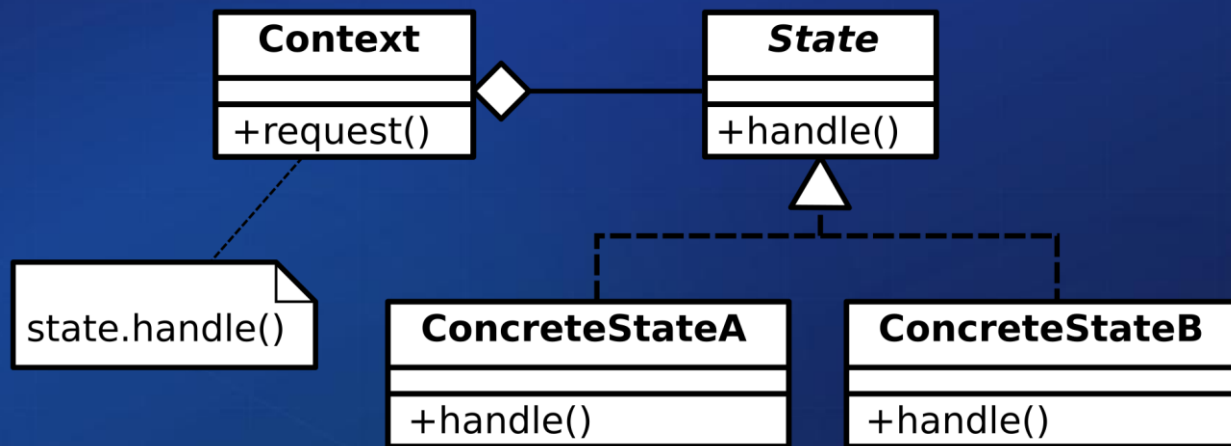 Context
+request()
State
+handle()
state.handle()
ConcreteStateA
+handle()
ConcreteStateB
+handle()